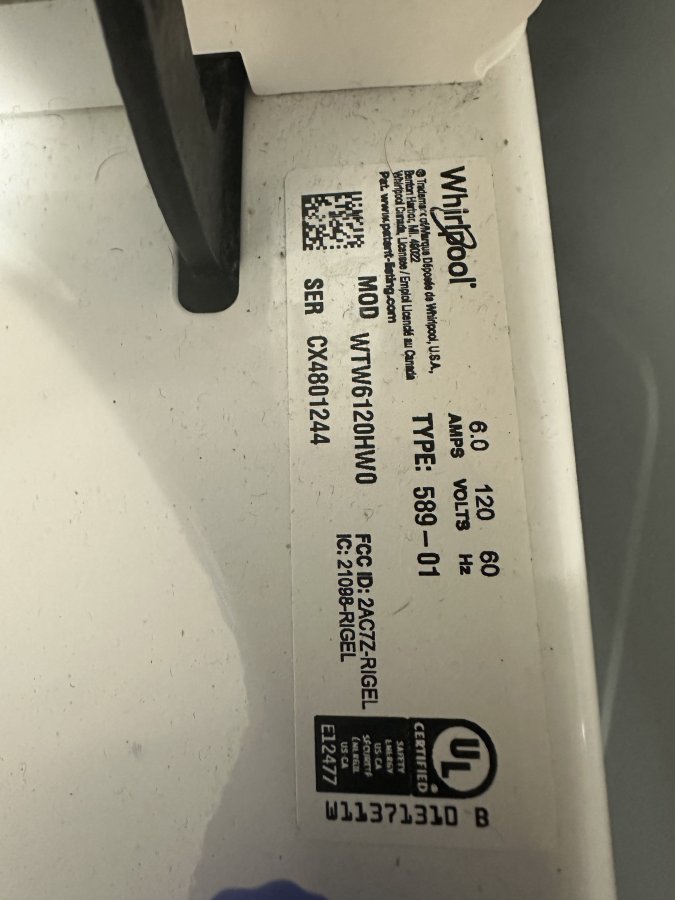 Whirlpool®
® Trademark of/Marque Déposée de Whirlpool, U.S.A.,
Benton Harbor, MI. 49022
Whirlpool Canada, Licensee / Emploi Licencié au Canada
Pat. www.patent-listing.com
MOD WTW6120HW0
SER CX4801244
6.0 120 60
AMPS VOLTS Hz
TYPE: 589-01
FCC ID: 2AC7Z-RIGEL
IC: 21098-RIGEL
UL
CERTIFIED
SAFETY
ENERGY
US-CA
SÉCURITÉ
ÉNERGIE
US CA
E12477
W11371310 B